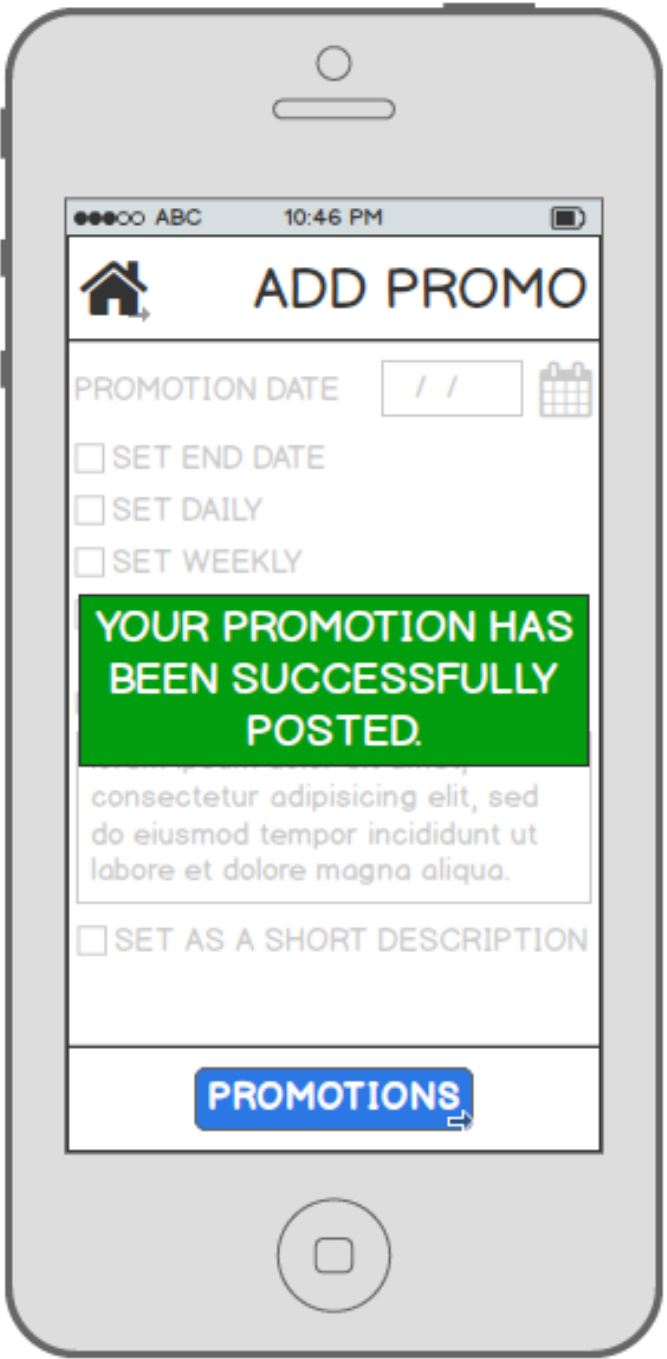 ABC 10:46 PM
ADD PROMO
PROMOTION DATE / /
SET END DATE
SET DAILY
SET WEEKLY
YOUR PROMOTION HAS
BEEN SUCCESSFULLY
POSTED.
consectetur adipisicing elit, sed
do eiusmod tempor incididunt ut
labore et dolore magna aliqua.
SET AS A SHORT DESCRIPTION
PROMOTIONS